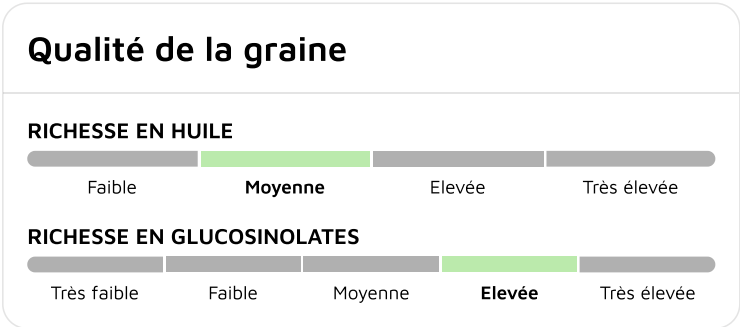 Qualité de la graine
RICHESSE EN HUILE
Faible Moyenne Elevée Très élevée
RICHESSE EN GLUCOSINOLATES
Très faible Faible Moyenne Elevée Très élevée